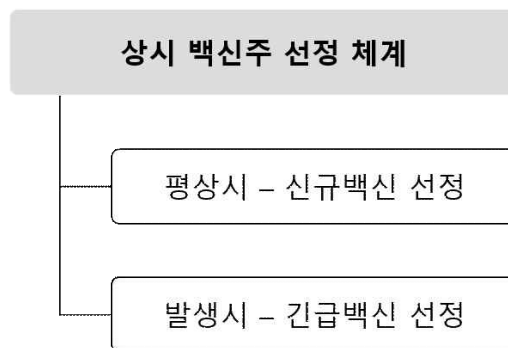 상시 백신주 선정 체계
평상시 – 신규백신 선정
발생시 – 긴급백신 선정